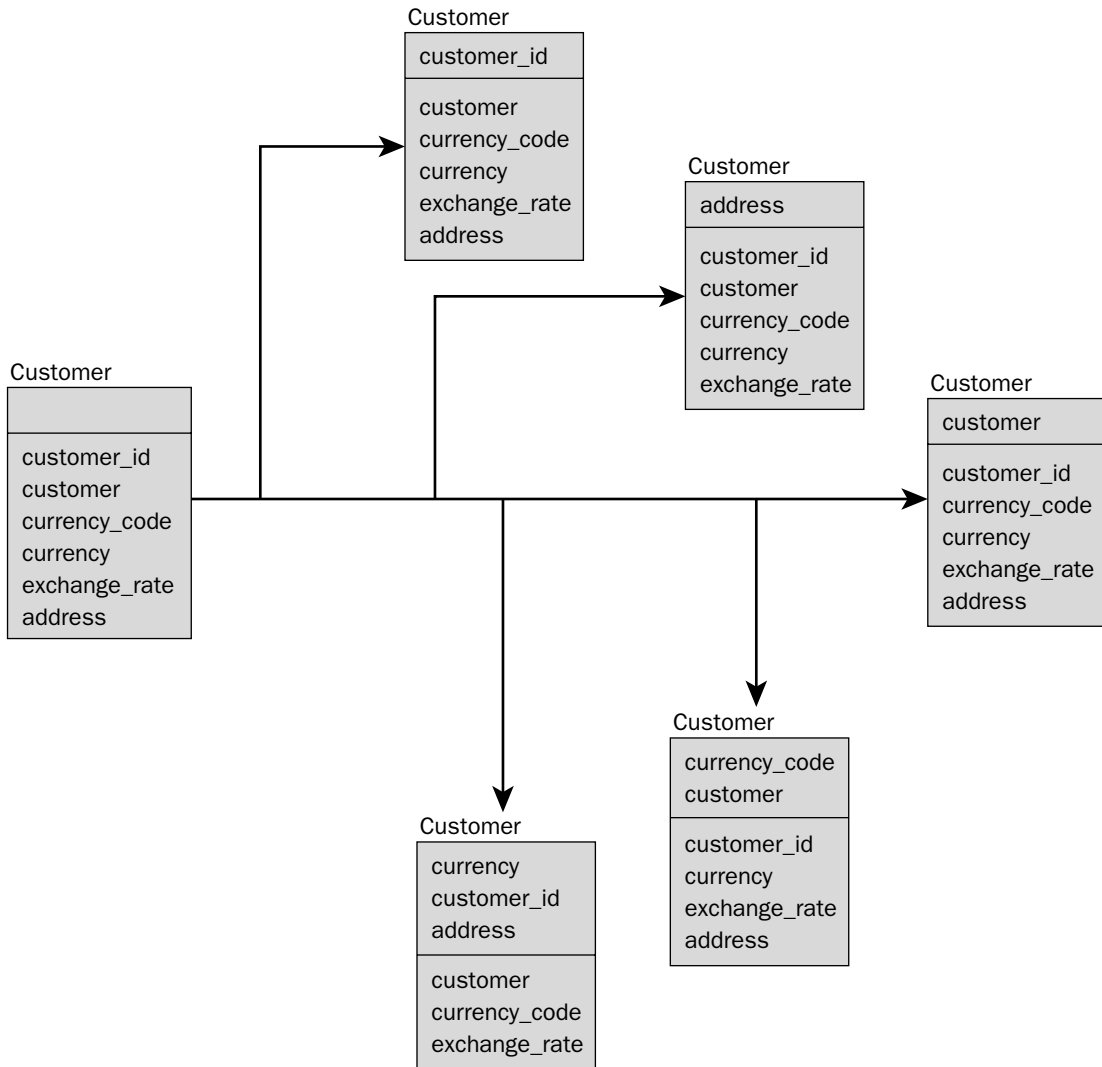 Customer
customer_id
customer
currency_code
currency
exchange_rate
address
Customer
address
customer_id
customer
currency_code
currency
exchange_rate
Customer
customer_id
customer
currency_code
currency
exchange_rate
address
Customer
customer
customer_id
currency_code
currency
exchange_rate
address
Customer
currency_code
customer
customer_id
currency
exchange_rate
address
Customer
currency
customer_id
address
customer
currency_code
exchange_rate